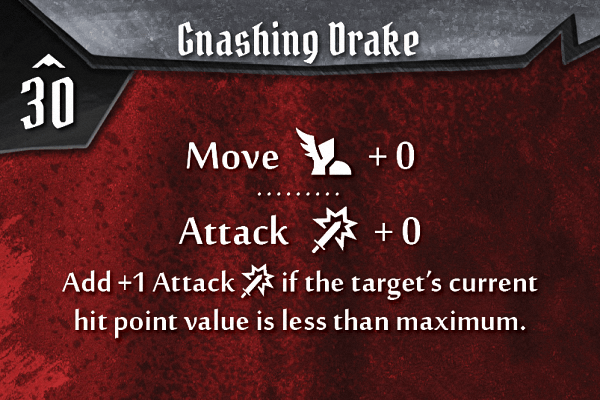 Gnashing Drake
30
Move + 0
Attack + 0
Add +1 Attack if the target's current
hit point value is less than maximum.